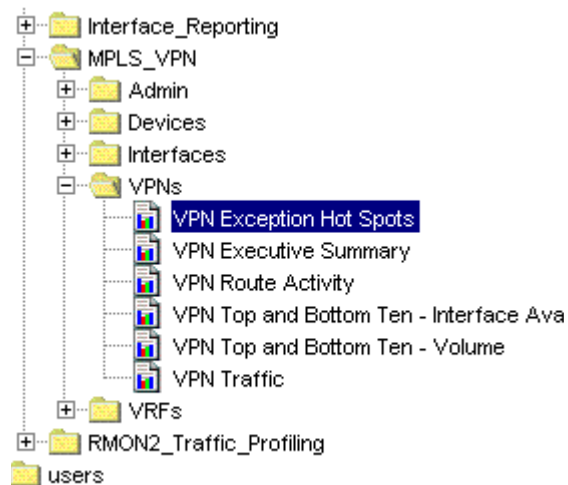 Interface_Reporting
MPLS_VPN
Admin
Devices
Interfaces
VPNs
VPN Exception Hot Spots
VPN Executive Summary
VPN Route Activity
VPN Top and Bottom Ten - Interface Ava
VPN Top and Bottom Ten - Volume
VPN Traffic
VRFs
RMON2_Traffic_Profiling
users